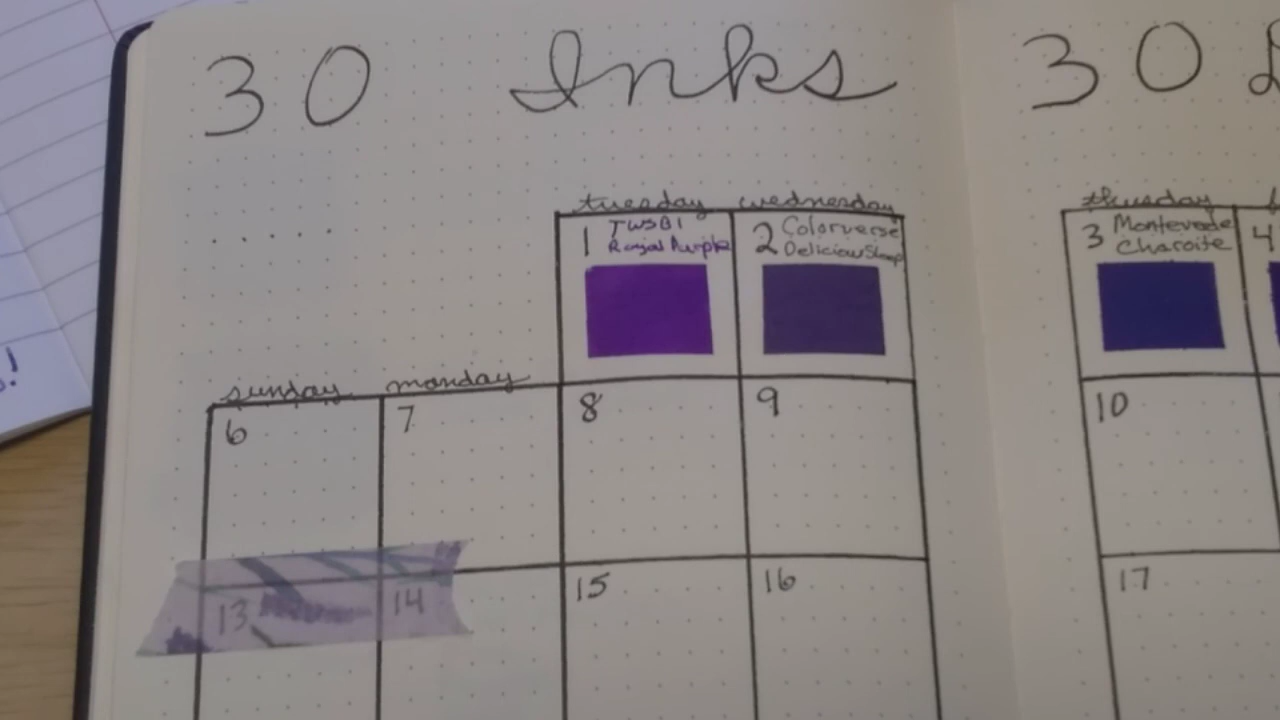 30 Inks
30
tuesday wednesday
thursday
1 TWSBI
Royal Purple
2 Colorverse
Delicious Sleep
3 Montevede
Charoite
4
sunday monday
6 7 8 9 10
13 14 15 16 17
!